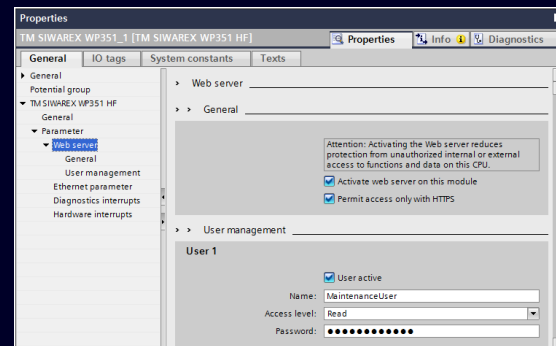 Properties
TM SIWAREX WP351_1 [TM SIWAREX WP351 HF]
Properties
Info
Diagnostics
General
IO tags
System constants
Texts
General
Potential group
TM SIWAREX WP351 HF
General
Parameter
Web server
General
User management
Ethernet parameter
Diagnostics interrupts
Hardware interrupts
Web server
General
Attention: Activating the Web server reduces
protection from unauthorized internal or external
access to functions and data on this CPU.
Activate web server on this module
Permit access only with HTTPS
User management
User 1
User active
Name: MaintenanceUser
Access level: Read
Password: ●●●●●●●●●●●●